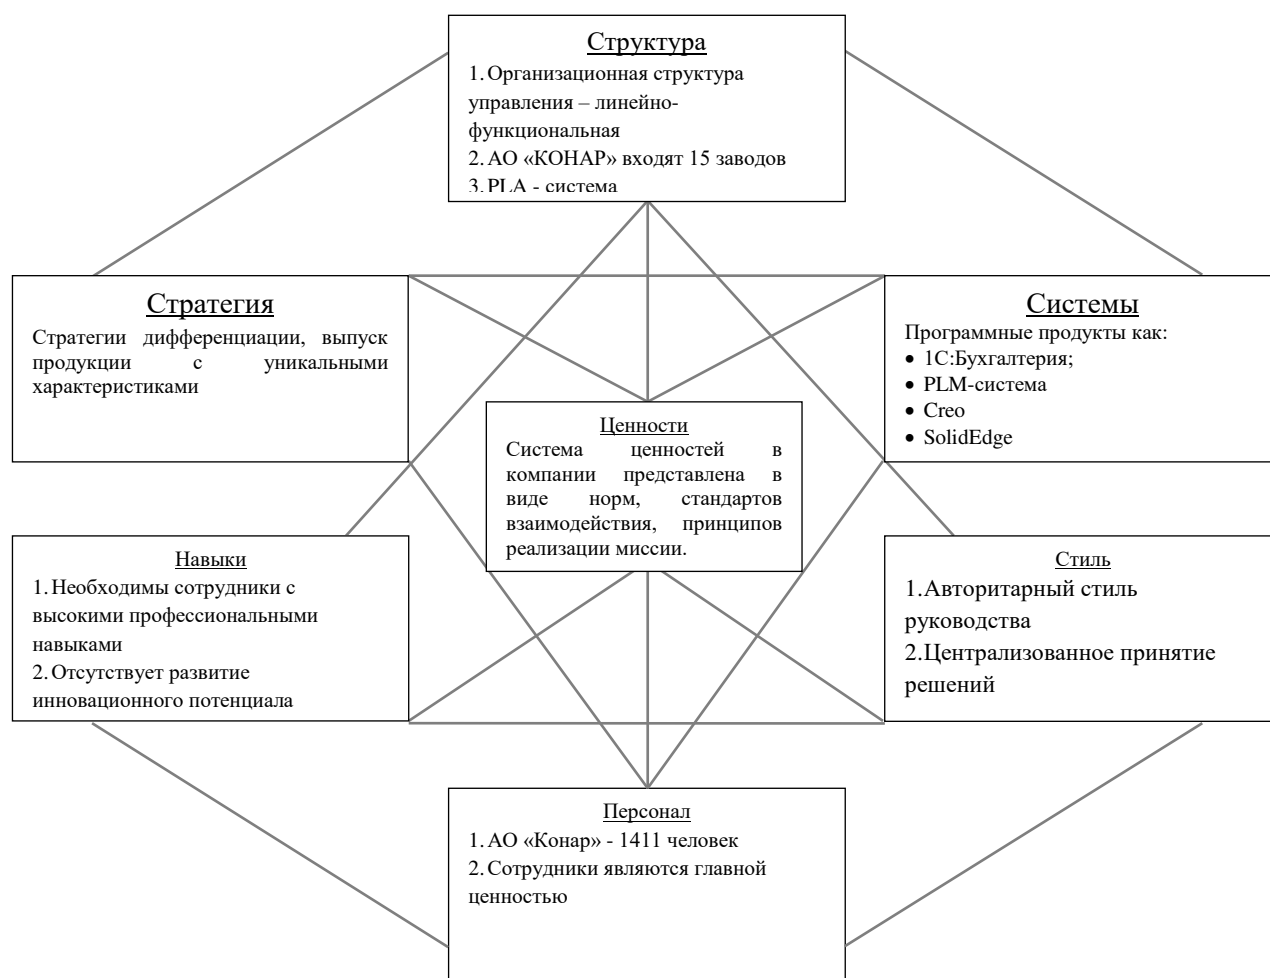 Структура
1. Организационная структура
управления – линейно-
функциональная
2. АО «КОНАР» входят 15 заводов
3. PLA - система
Стратегия
Стратегии дифференциации, выпуск
продукции с уникальными
характеристиками
Системы
Программные продукты как:
• 1С:Бухгалтерия;
• PLM-система
• Creo
• SolidEdge
Ценности
Система ценностей в
компании представлена в
виде норм, стандартов
взаимодействия, принципов
реализации миссии.
Навыки
1. Необходимы сотрудники с
высокими профессиональными
навыками
2. Отсутствует развитие
инновационного потенциала
Стиль
1.Авторитарный стиль
руководства
2.Централизованное принятие
решений
Персонал
1. АО «Конар» - 1411 человек
2. Сотрудники являются главной
ценностью